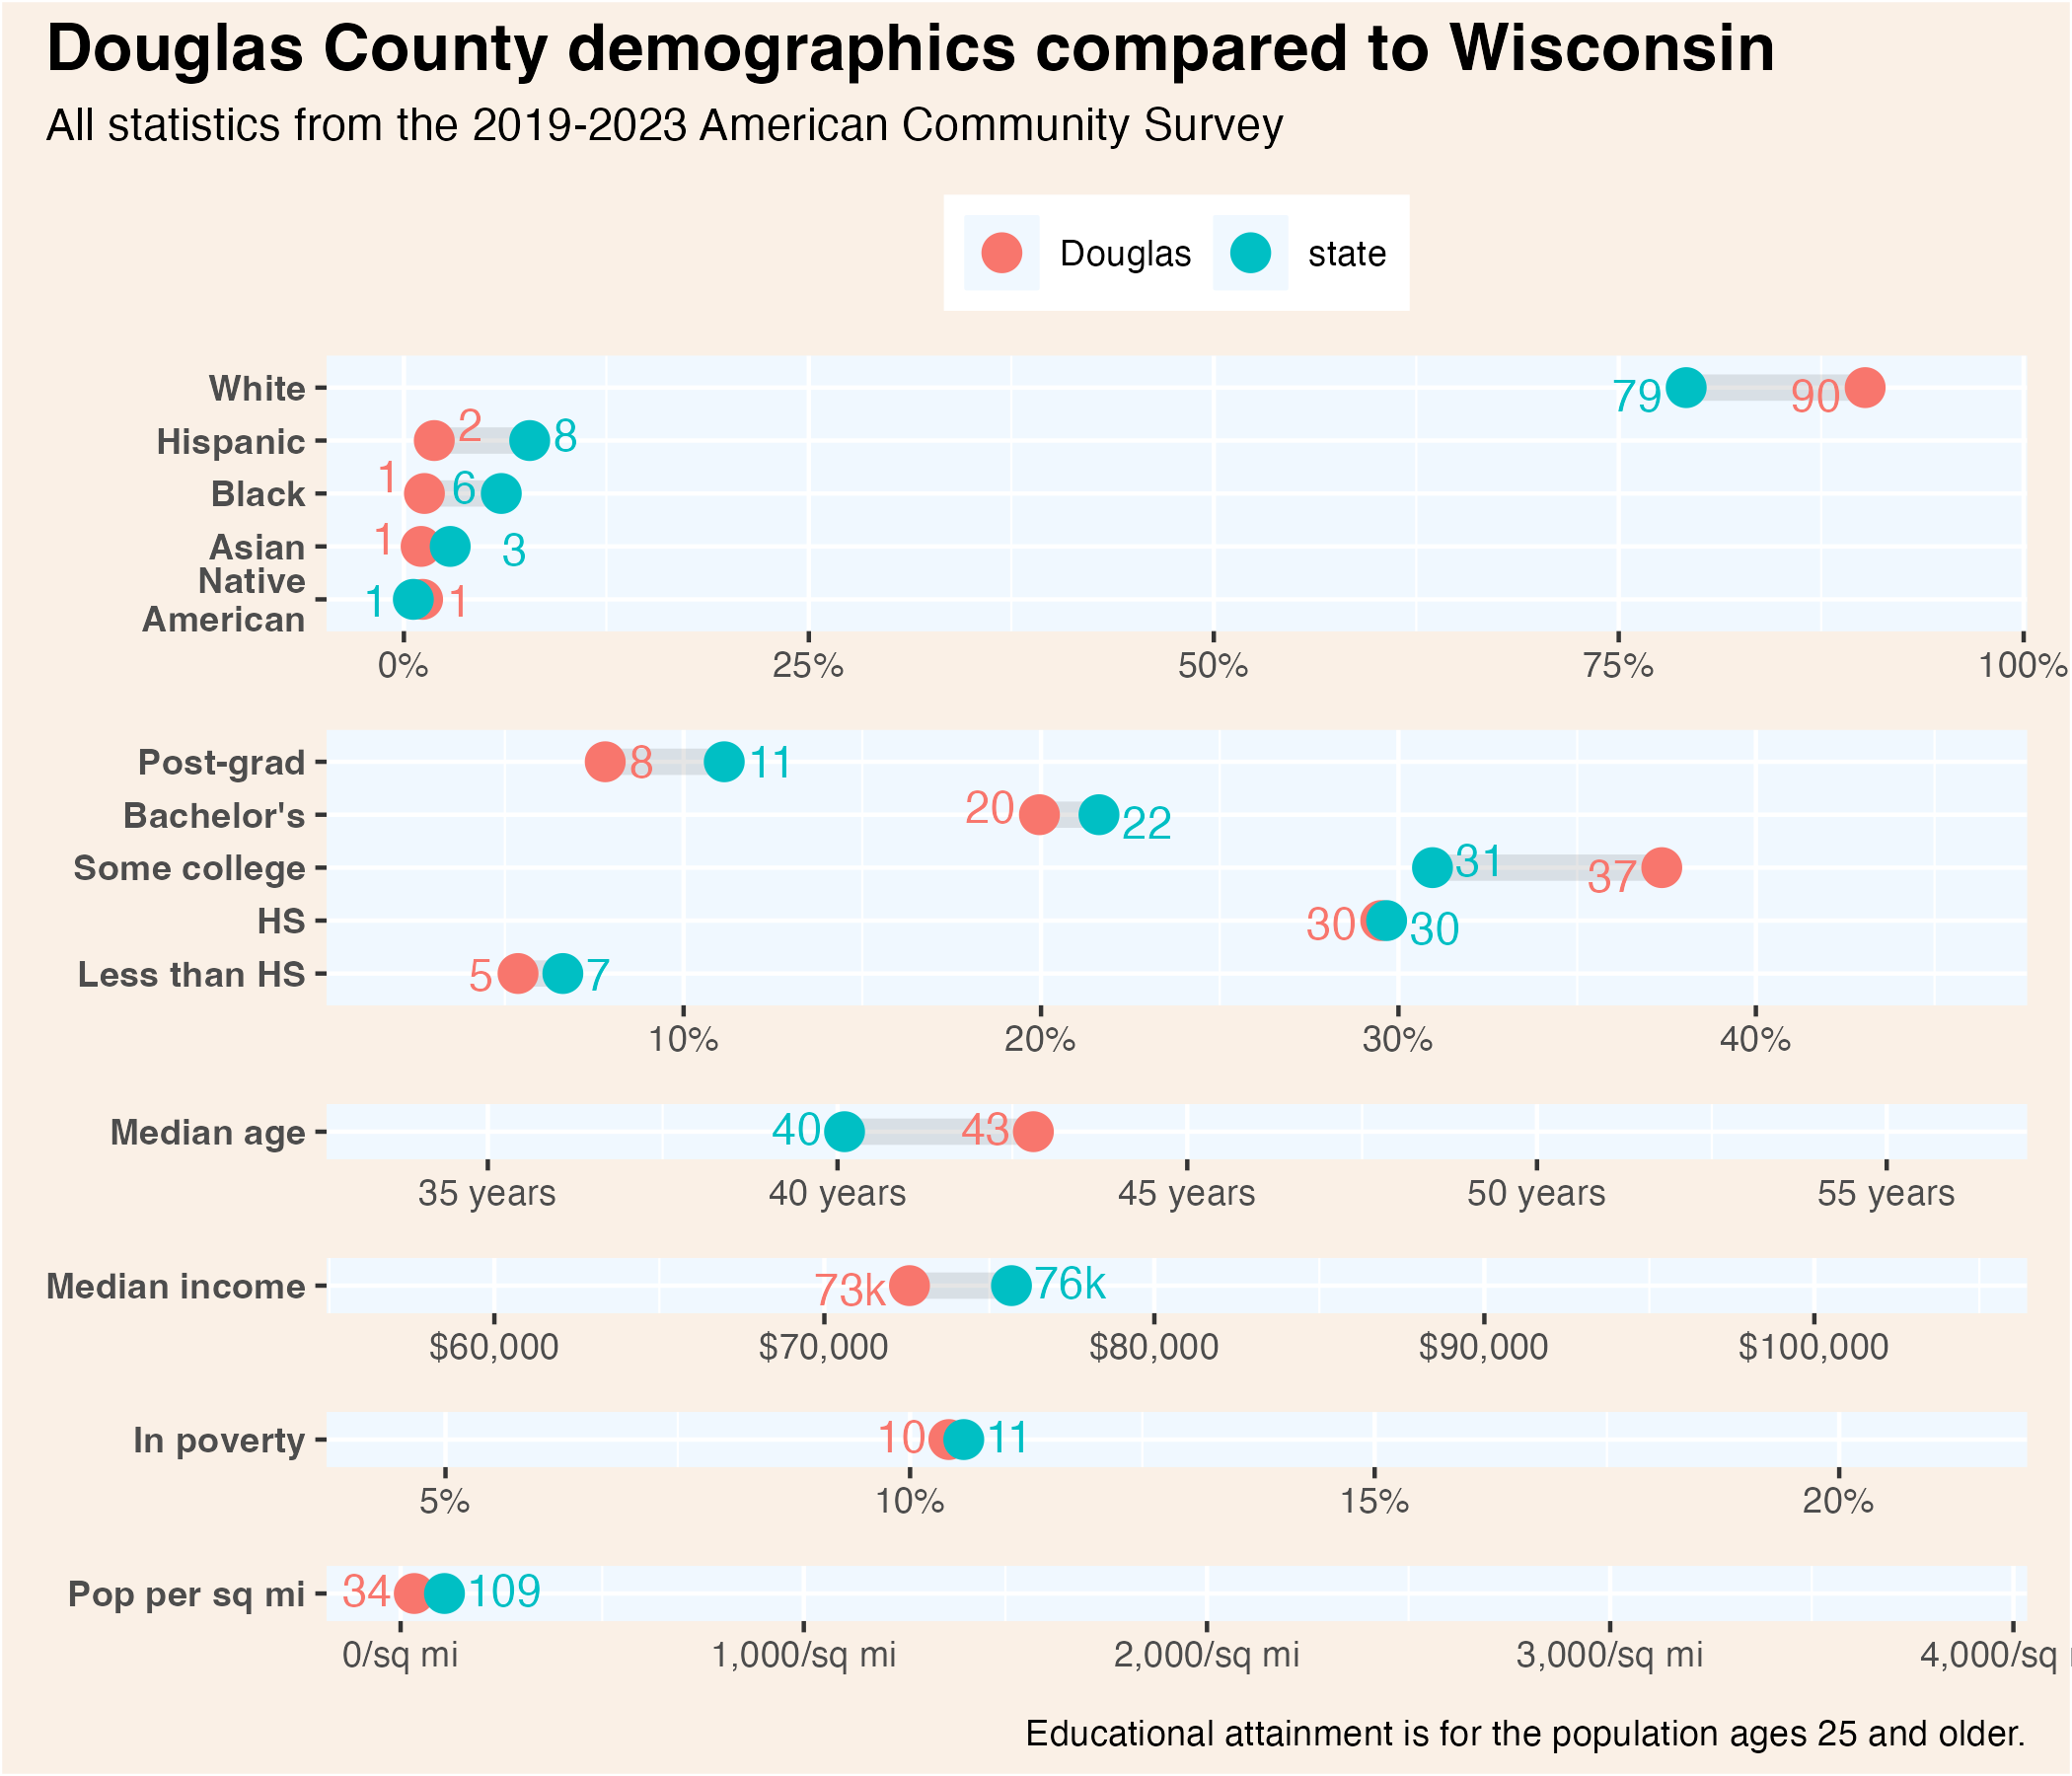 Douglas County demographics compared to Wisconsin
All statistics from the 2019-2023 American Community Survey
Douglas state
White 79 90
Hispanic 2 8
Black 1 6
Asian 1 3
Native
American 1 1
0% 25% 50% 75% 100%
Post-grad 8 11
Bachelor's 20 22
Some college 31 37
HS 30 30
Less than HS 5 7
10% 20% 30% 40%
Median age 40 43
35 years 40 years 45 years 50 years 55 years
Median income 73k 76k
$60,000 $70,000 $80,000 $90,000 $100,000
In poverty 10 11
5% 10% 15% 20%
Pop per sq mi 34 109
0/sq mi 1,000/sq mi 2,000/sq mi 3,000/sq mi 4,000/sq
Educational attainment is for the population ages 25 and older.